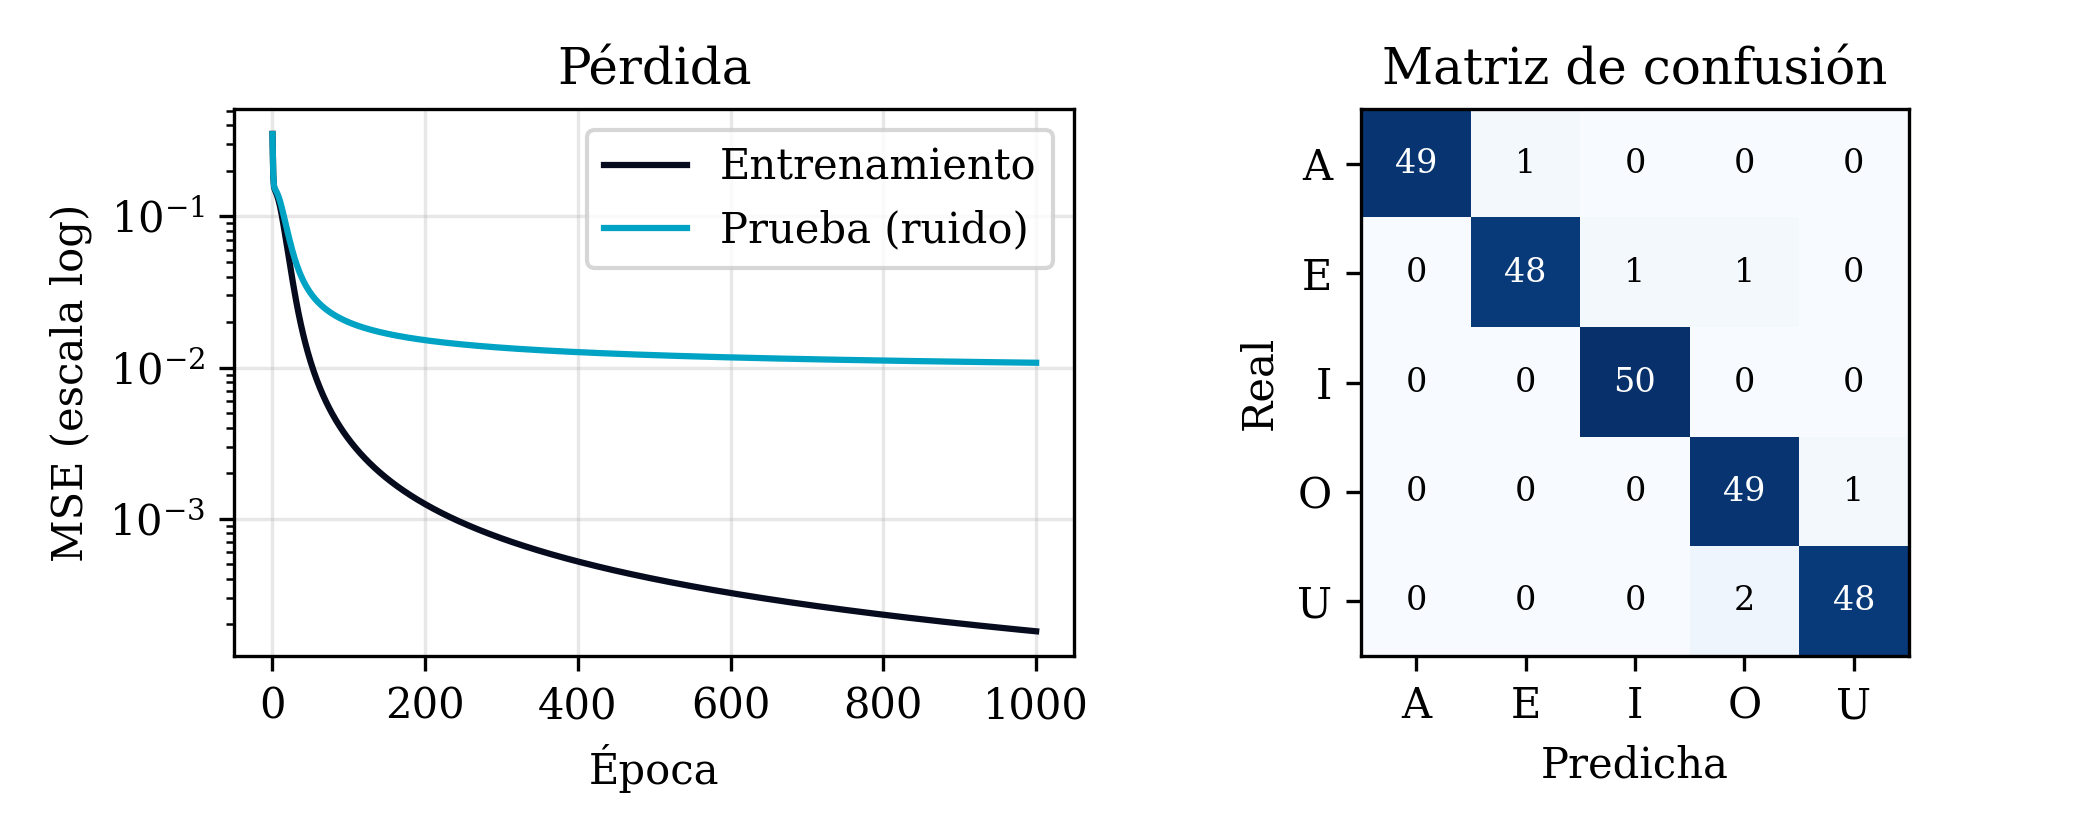 Pérdida
MSE (escala log)
10⁻¹
10⁻²
10⁻³
Entrenamiento
Prueba (ruido)
0 200 400 600 800 1000
Época
Matriz de confusión
Real
A 49 1 0 0 0
E 0 48 1 1 0
I 0 0 50 0 0
O 0 0 0 49 1
U 0 0 0 2 48
A E I O U
Predicha